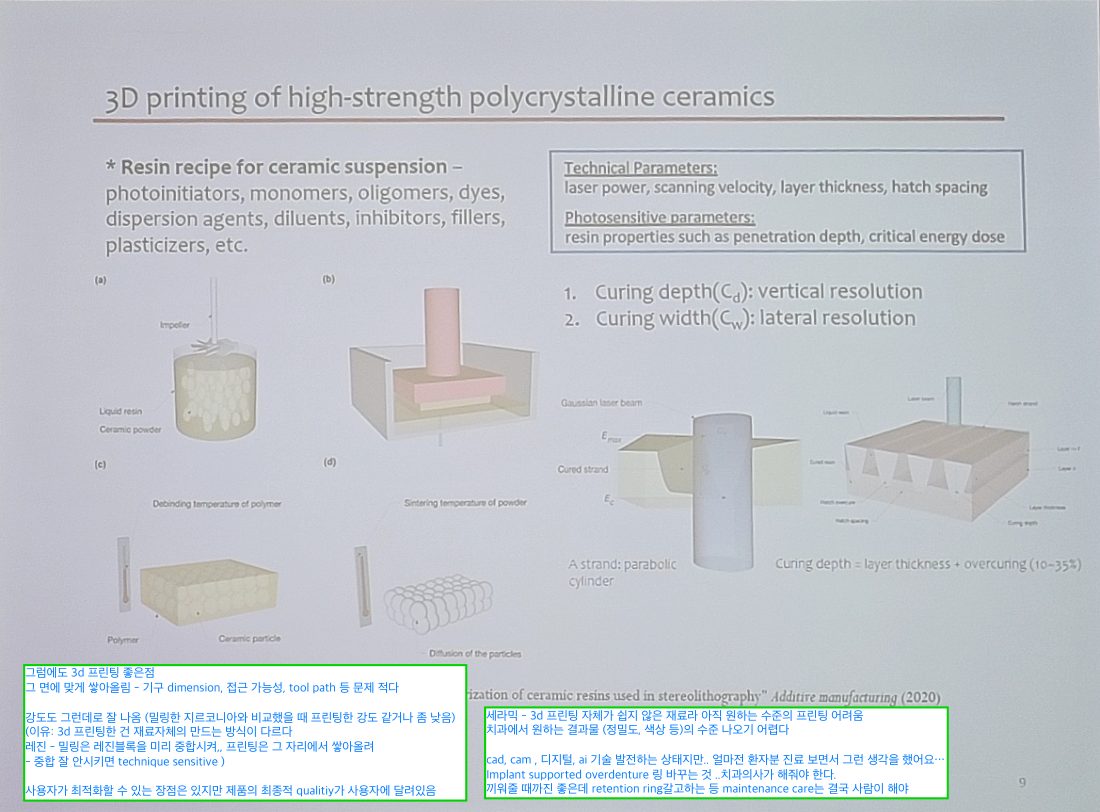 3D printing of high-strength polycrystalline ceramics
* Resin recipe for ceramic suspension –
photoinitiators, monomers, oligomers, dyes,
dispersion agents, diluents, inhibitors, fillers,
plasticizers, etc.
Technical Parameters:
laser power, scanning velocity, layer thickness, hatch spacing
Photosensitive parameters:
resin properties such as penetration depth, critical energy dose
1. Curing depth(Cd): vertical resolution
2. Curing width(Cw): lateral resolution
(a)
Impeller
Liquid resin
Ceramic powder
(b)
(c)
Debinding temperature of polymer
Polymer
Ceramic particle
(d)
Sintering temperature of powder
Diffusion of the particles
Gaussian laser beam
Emax
Cured strand
Ec
A strand: parabolic
cylinder
Laser beam
Liquid resin
Hatch strand
Cured resin
Hatch overcure
Hatch spacing
Layer thickness
Curing depth
Curing depth = layer thickness + overcuring (10–35%)
ization of ceramic resins used in stereolithography" Additive manufacturing (2020)
그럼에도 3d 프린팅 좋은점
그 면에 맞게 쌓아올림 - 기구 dimension, 접근 가능성, tool path 등 문제 적다
강도도 그런데로 잘 나옴 (밀링한 지르코니아와 비교했을 때 프린팅한 강도 같거나 좀 낮음)
(이유: 3d 프린팅한 건 재료자체의 만드는 방식이 다르다
레진 - 밀링은 레진블록을 미리 중합시켜,, 프린팅은 그 자리에서 쌓아올려
- 중합 잘 안시키면 technique sensitive )
사용자가 최적화할 수 있는 장점은 있지만 제품의 최종적 qualitiy가 사용자에 달려있음
세라믹 - 3d 프린팅 자체가 쉽지 않은 재료라 아직 원하는 수준의 프린팅 어려움
치과에서 원하는 결과물 (정밀도, 색상 등)의 수준 나오기 어렵다
cad, cam , 디지털, ai 기술 발전하는 상태지만.. 얼마전 환자분 진료 보면서 그런 생각을 했어요…
Implant supported overdenture 링 바꾸는 것 ..치과의사가 해줘야 한다.
끼워줄 때까진 좋은데 retention ring갈고하는 등 maintenance care는 결국 사람이 해야
9